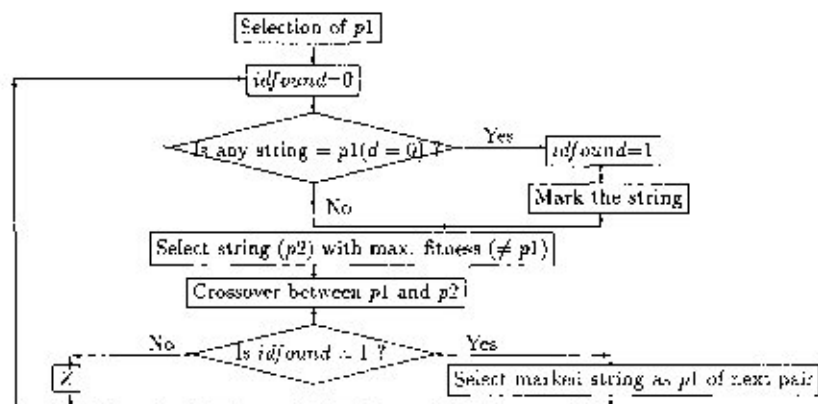 Selection of p1
idfound=0
Is any string = p1(d = 0) ?
Yes
idfound=1
No
Mark the string
Select string (p2) with max. fitness (≠ p1)
Crossover between p1 and p2
No
Is idfound = 1 ?
Yes
Z
Select marked string as p1 of next pair